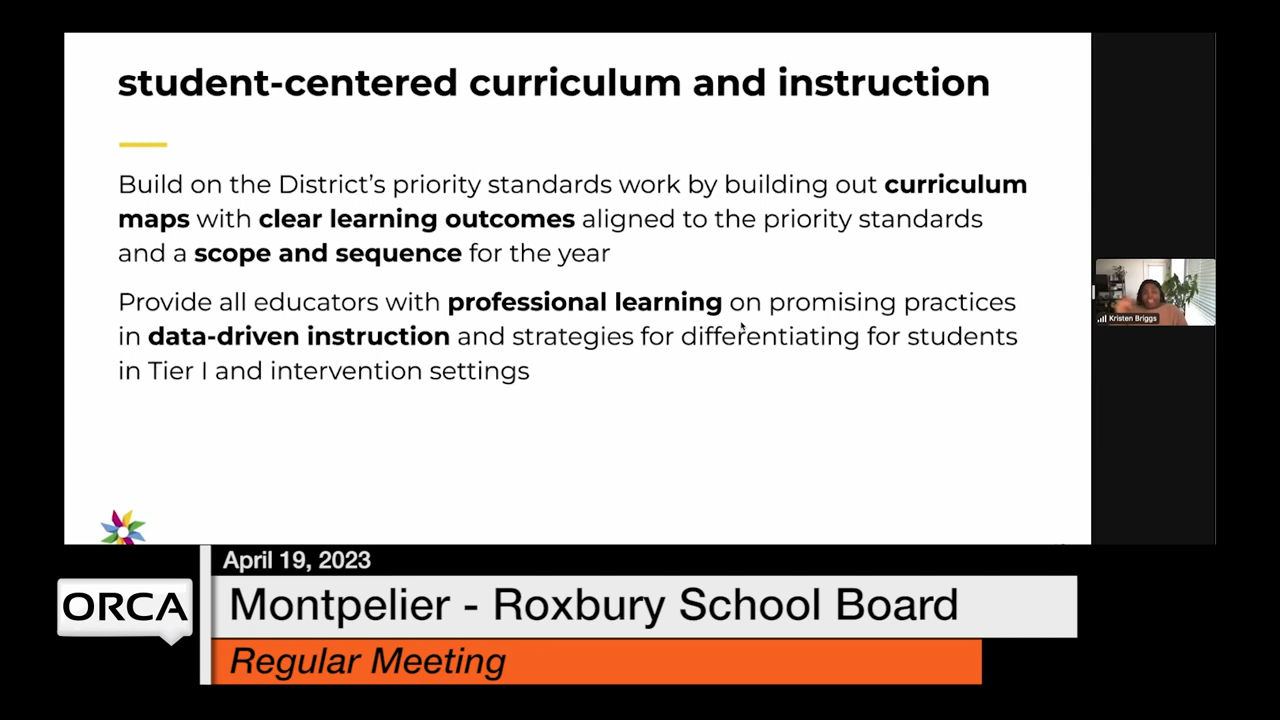 student-centered curriculum and instruction
Build on the District's priority standards work by building out curriculum
maps with clear learning outcomes aligned to the priority standards
and a scope and sequence for the year
Provide all educators with professional learning on promising practices
in data-driven instruction and strategies for differentiating for students
in Tier I and intervention settings
Kristen Briggs
April 19, 2023
ORCA
Montpelier - Roxbury School Board
Regular Meeting